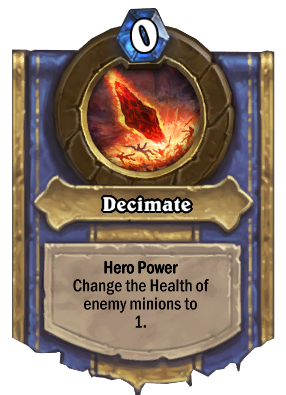 0
Decimate
Hero Power
Change the Health of
enemy minions to
1.